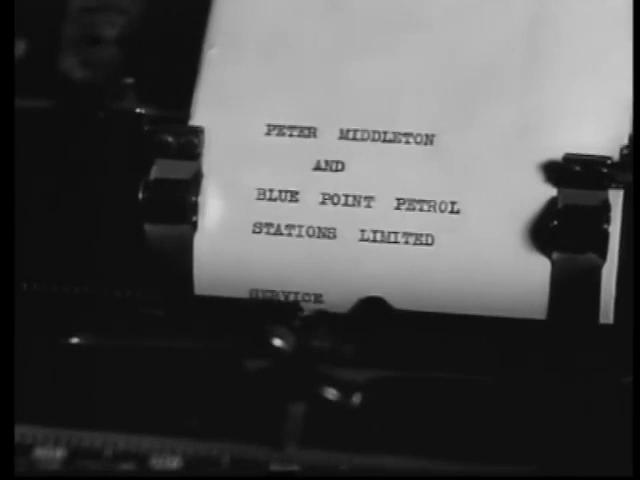 PETER MIDDLETON
AND
BLUE POINT PETROL
STATIONS LIMITED
SERVICE